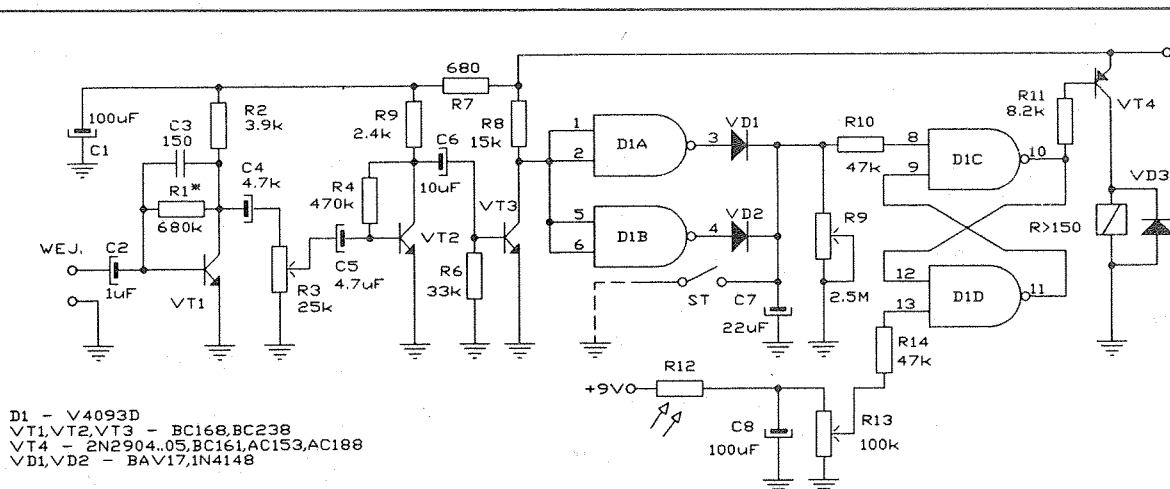 680
R7
100uF
C1
C3
150
R2
3.9k
R9
2.4k
C6
10uF
R8
15k
R1*
680k
C4
4.7k
R4
470k
C5
4.7uF
WEJ.
C2
1uF
VT1
R3
25k
VT2
R6
33k
VT3
1
2
D1A
3
VD1
5
6
D1B
4
VD2
ST
C7
22uF
R9
2.5M
R10
47k
8
9
D1C
10
R11
8.2k
VT4
VD3
R>150
12
13
D1D
11
R14
47k
R12
+9V
C8
100uF
R13
100k
D1 - V4093D
VT1,VT2,VT3 - BC168,BC238
VT4 - 2N2904..05,BC161,AC153,AC188
VD1,VD2 - BAV17,1N4148